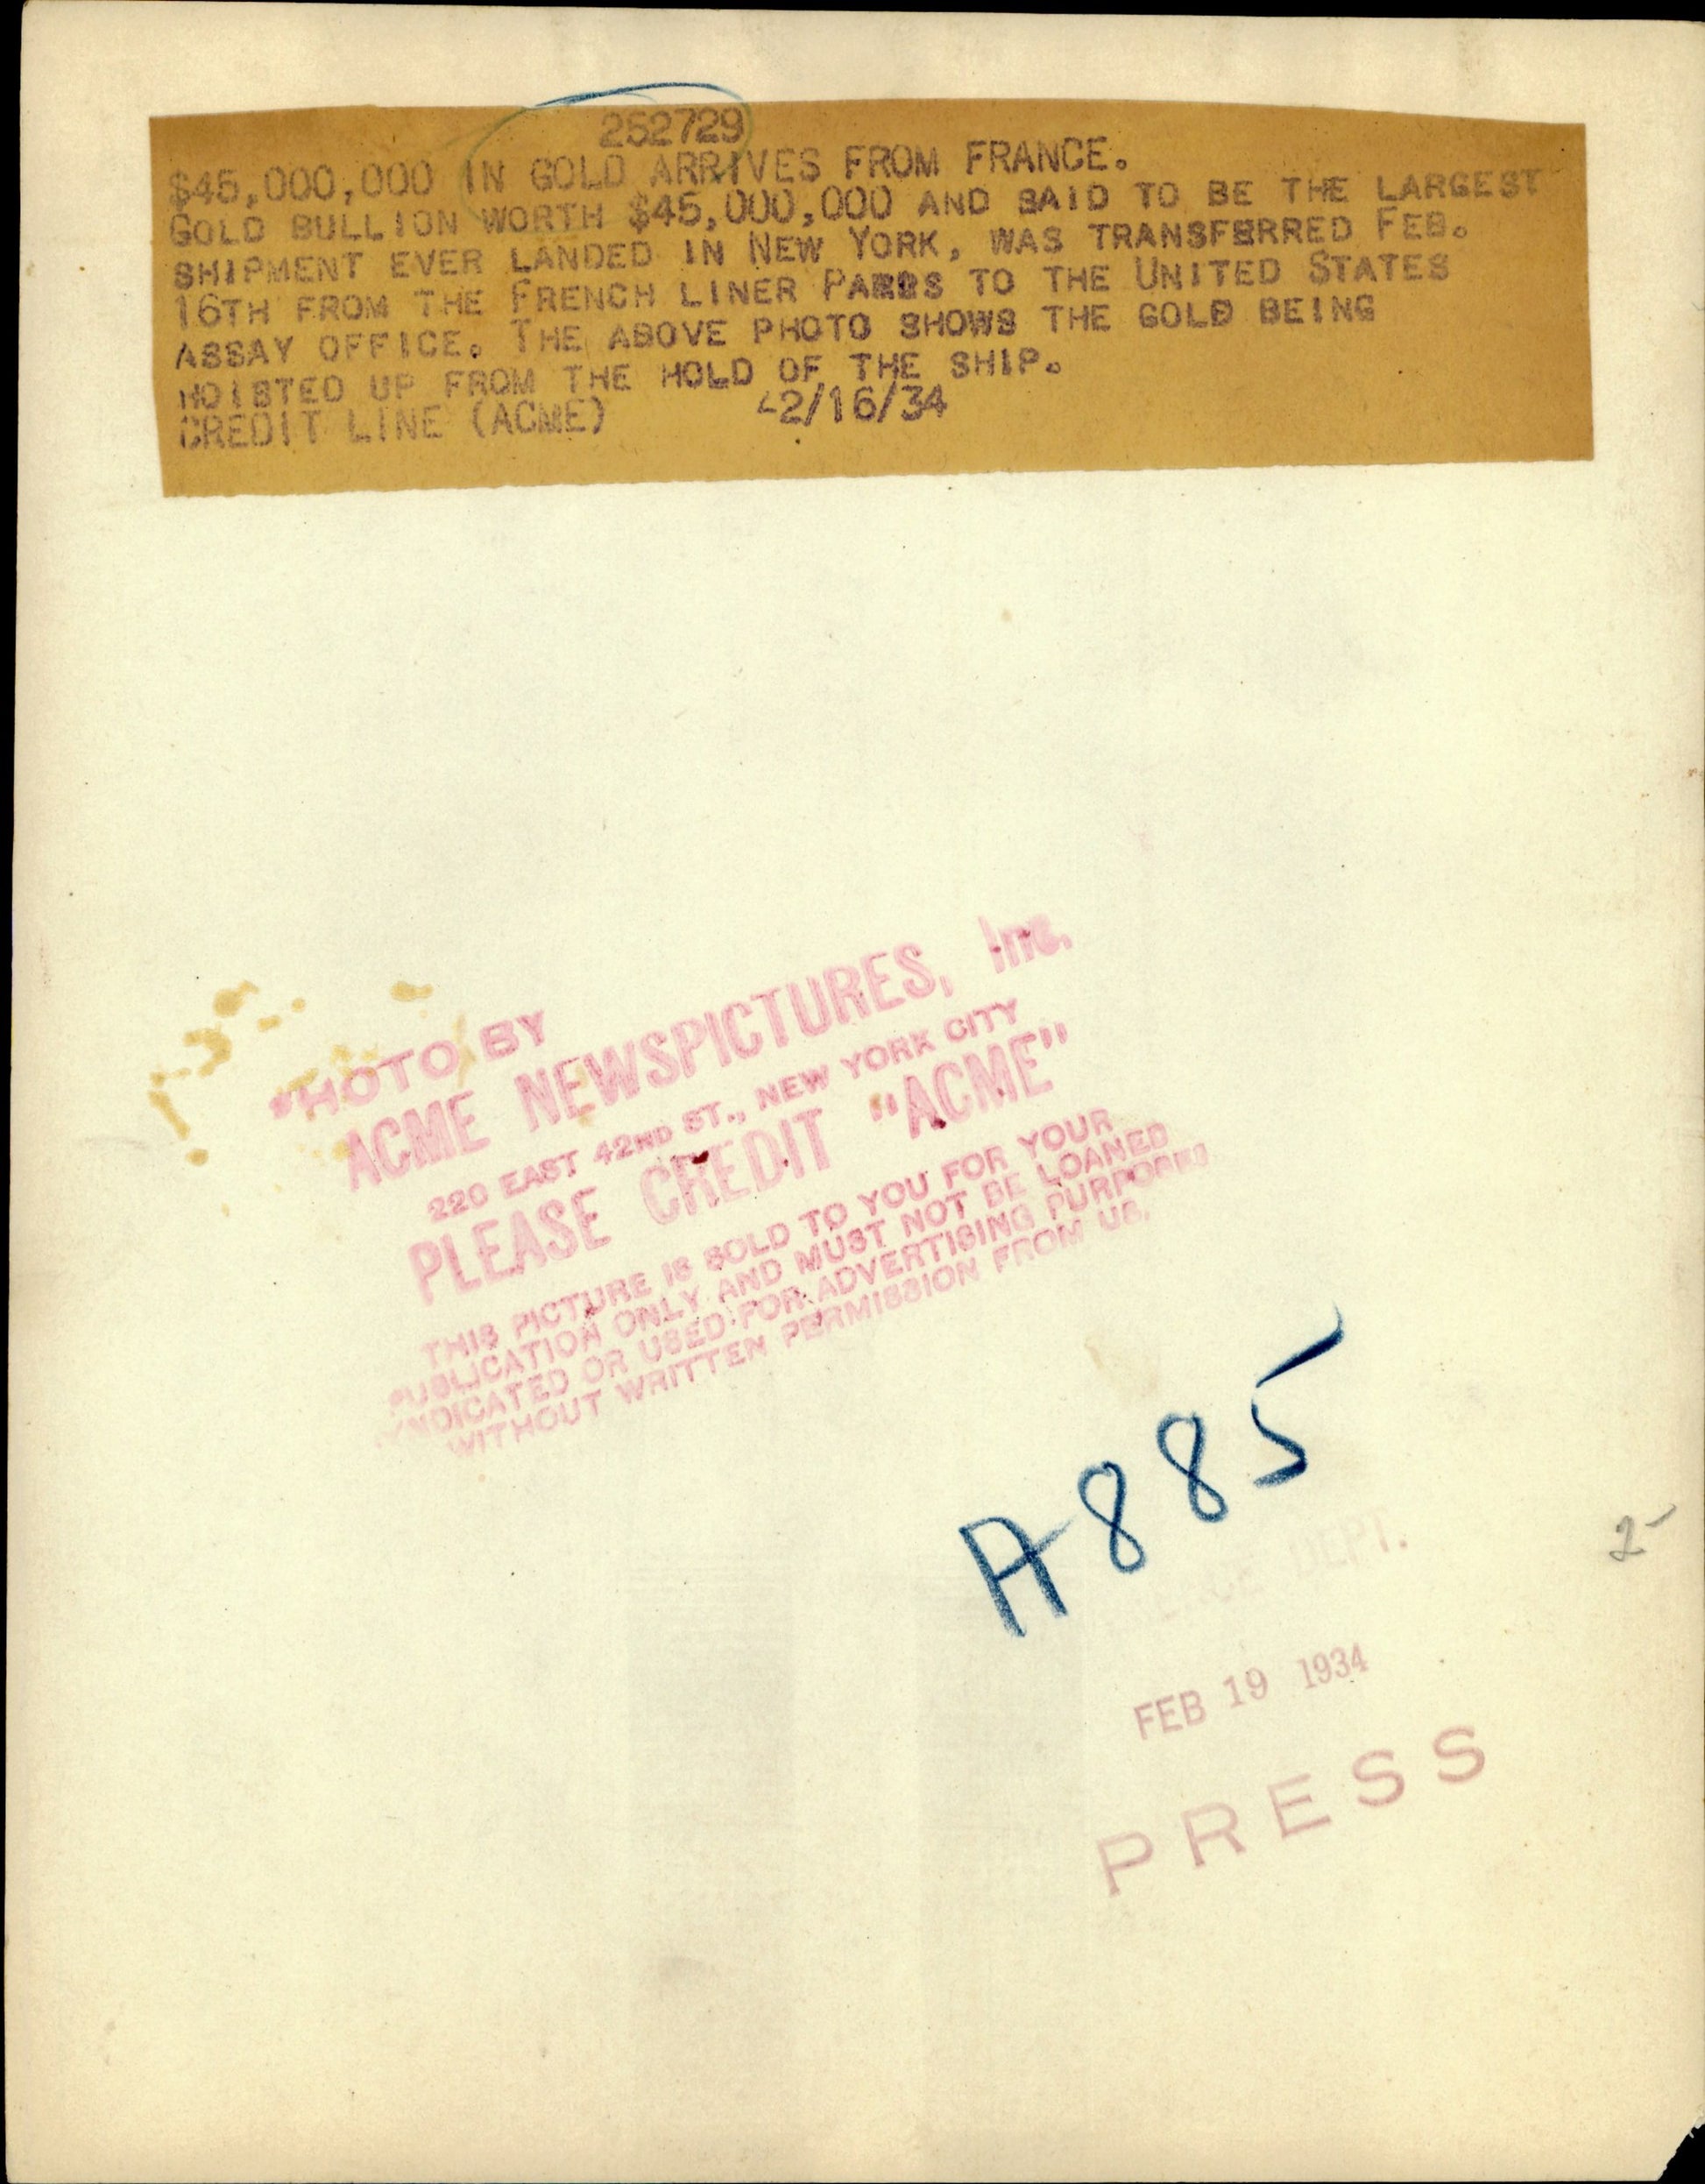 252729
$45,000,000 IN GOLD ARRIVES FROM FRANCE.
GOLD BULLION WORTH $45,000,000 AND SAID TO BE THE LARGEST
SHIPMENT EVER LANDED IN NEW YORK, WAS TRANSFERRED FEB.
16TH FROM THE FRENCH LINER PARIS TO THE UNITED STATES
ASSAY OFFICE. THE ABOVE PHOTO SHOWS THE GOLD BEING
HOISTED UP FROM THE HOLD OF THE SHIP.
CREDIT LINE (ACME) 2/16/34
PHOTO BY
ACME NEWSPICTURES, Inc.
220 EAST 42ND ST., NEW YORK CITY
PLEASE CREDIT "ACME"
THIS PICTURE IS SOLD TO YOU FOR YOUR
PUBLICATION ONLY AND MUST NOT BE LOANED
SYNDICATED OR USED FOR ADVERTISING PURPOSES
WITHOUT WRITTEN PERMISSION FROM US.
A885
2-
DEPT.
FEB 19 1934
PRESS